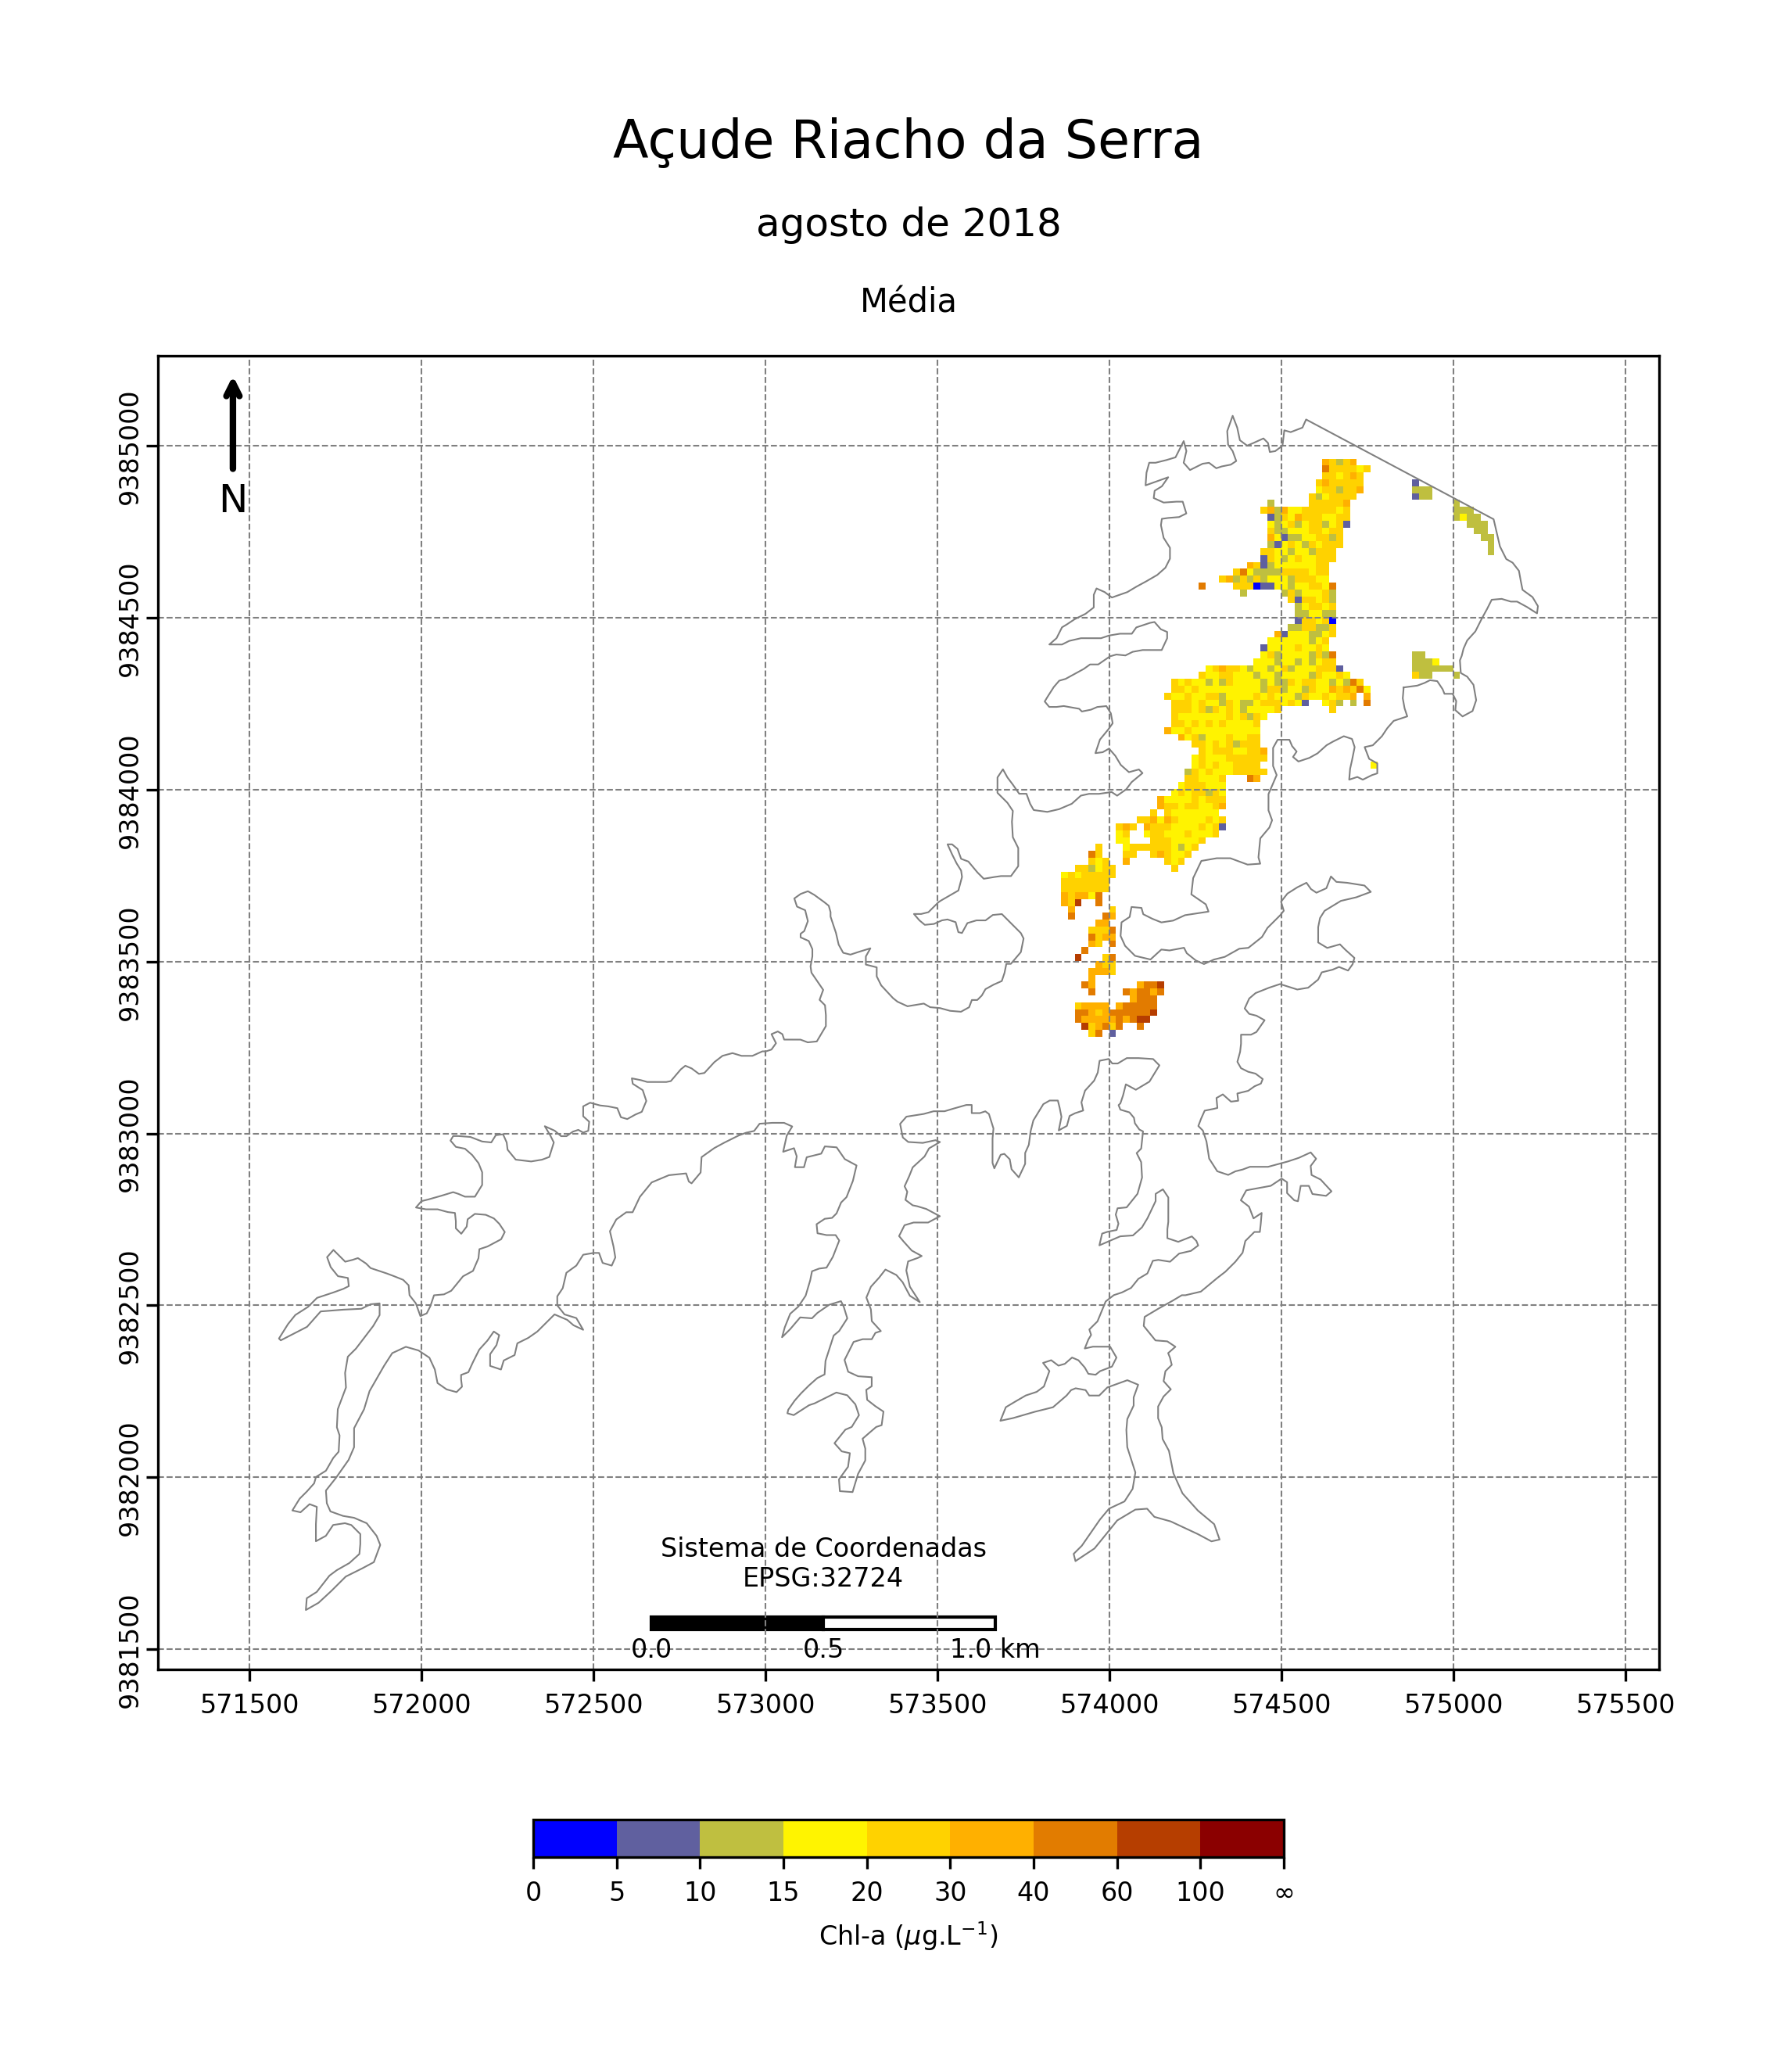 Açude Riacho da Serra
agosto de 2018
Média
N
9385000
9384500
9384000
9383500
9383000
9382500
9382000
9381500
Sistema de Coordenadas
EPSG:32724
0.0 0.5 1.0 km
571500 572000 572500 573000 573500 574000 574500 575000 575500
0 5 10 15 20 30 40 60 100 ∞
Chl-a (μg.L⁻¹)